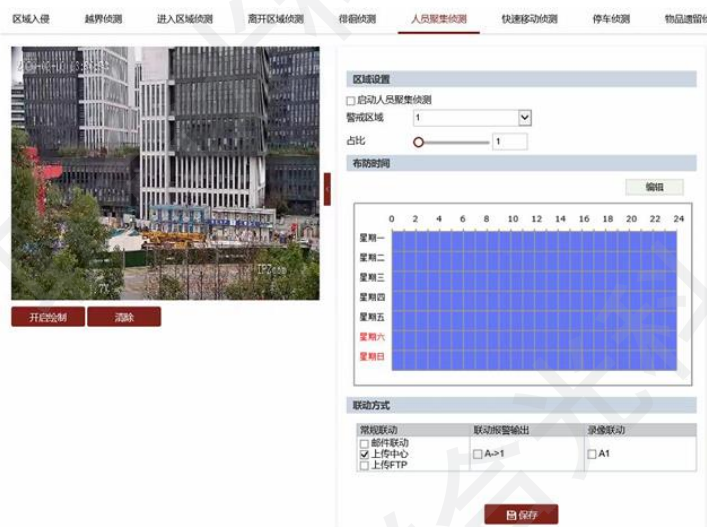 区域入侵 越界侦测 进入区域侦测 离开区域侦测 徘徊侦测 人员聚集侦测 快速移动侦测 停车侦测 物品遗留
区域设置
启动人员聚集侦测
警戒区域 1
占比 1
布防时间
编辑
0 2 4 6 8 10 12 14 16 18 20 22 24
星期一
星期二
星期三
星期四
星期五
星期六
星期日
IPZoom
开启绘制 清除
联动方式
常规联动 联动报警输出 录像联动
邮件联动
上传中心 A->1 A1
上传FTP
保存